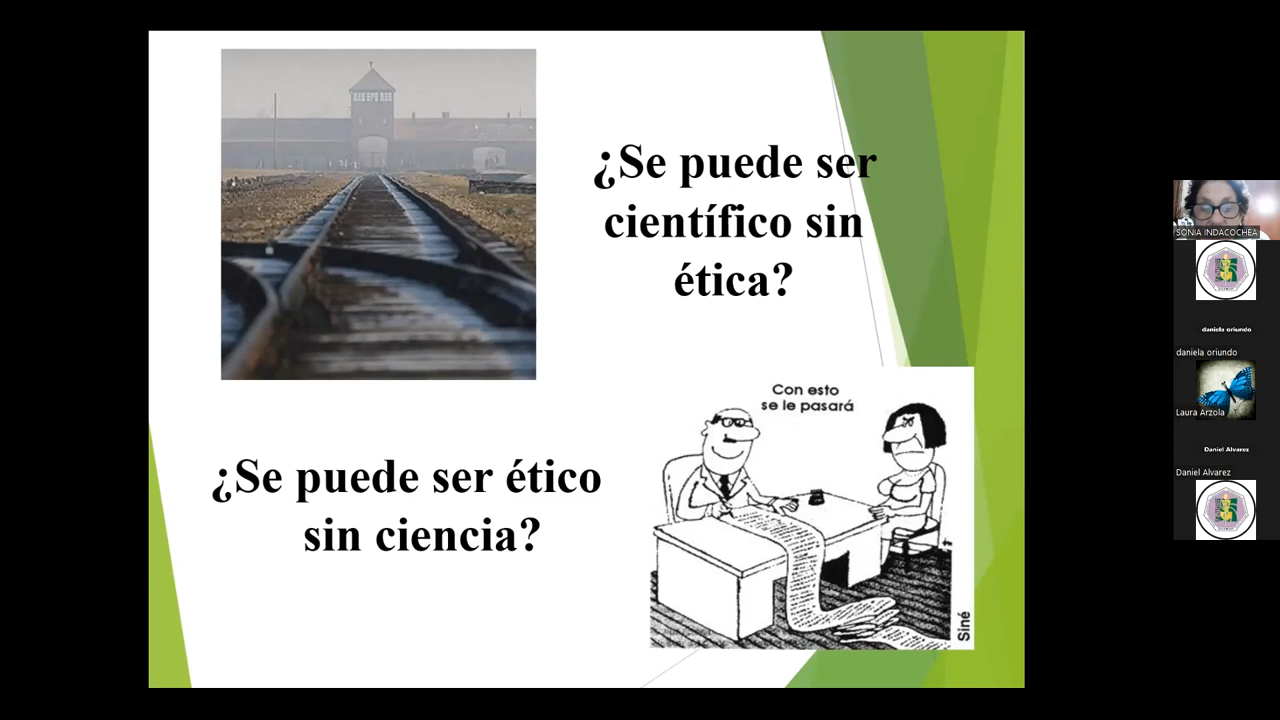 ¿Se puede ser
científico sin
ética?
Con esto
se le pasará
¿Se puede ser ético
sin ciencia?
Siné
SONIA INDACOCHEA
daniela oriundo
daniela oriundo
Laura Arzola
Daniel Alvarez
Daniel Alvarez